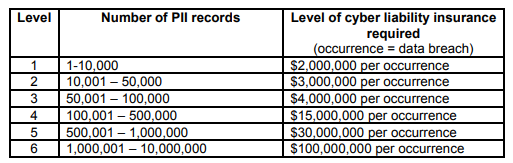 Level Number of PII records Level of cyber liability insurance
required
(occurrence = data breach)
1 1-10,000 $2,000,000 per occurrence
2 10,001 – 50,000 $3,000,000 per occurrence
3 50,001 – 100,000 $4,000,000 per occurrence
4 100,001 – 500,000 $15,000,000 per occurrence
5 500,001 – 1,000,000 $30,000,000 per occurrence
6 1,000,001 – 10,000,000 $100,000,000 per occurrence